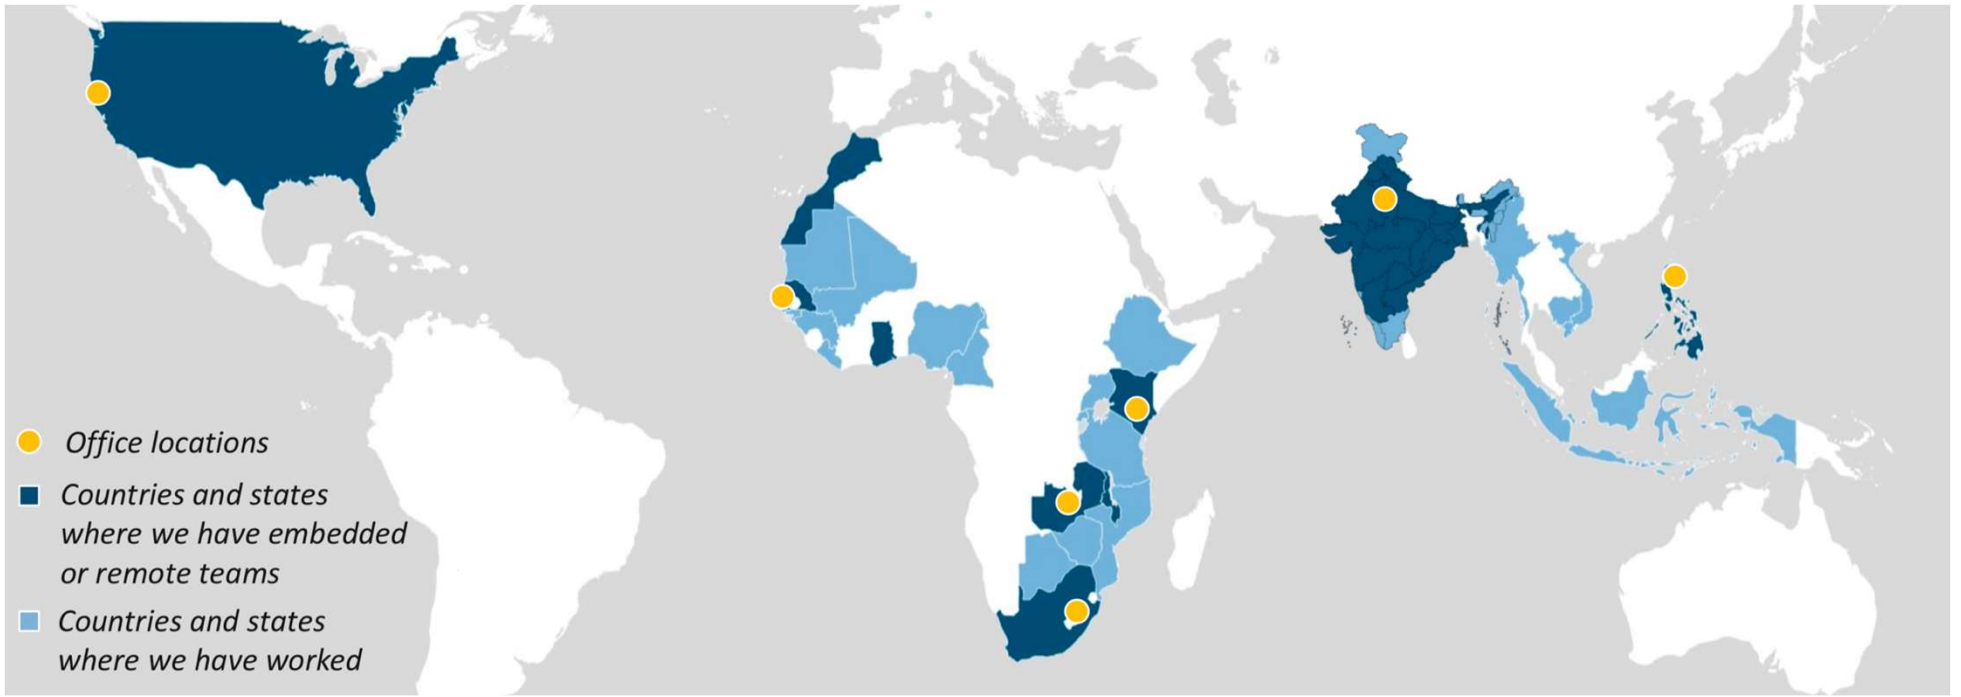 Office locations
Countries and states
where we have embedded
or remote teams
Countries and states
where we have worked